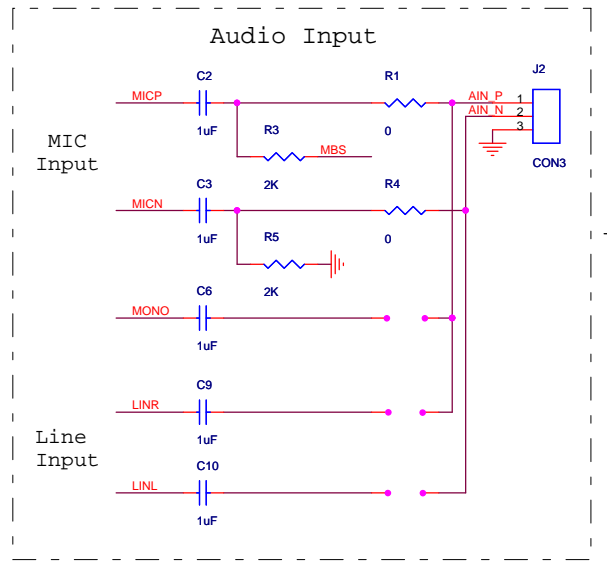 Audio Input
J2
C2
R1
MICP
AIN_P
1
AIN_N
2
3
1uF
R3
0
MBS
MIC
Input
CON3
C3
2K
R4
MICN
1uF
R5
0
C6
2K
MONO
1uF
C9
LINR
1uF
Line
Input
C10
LINL
1uF